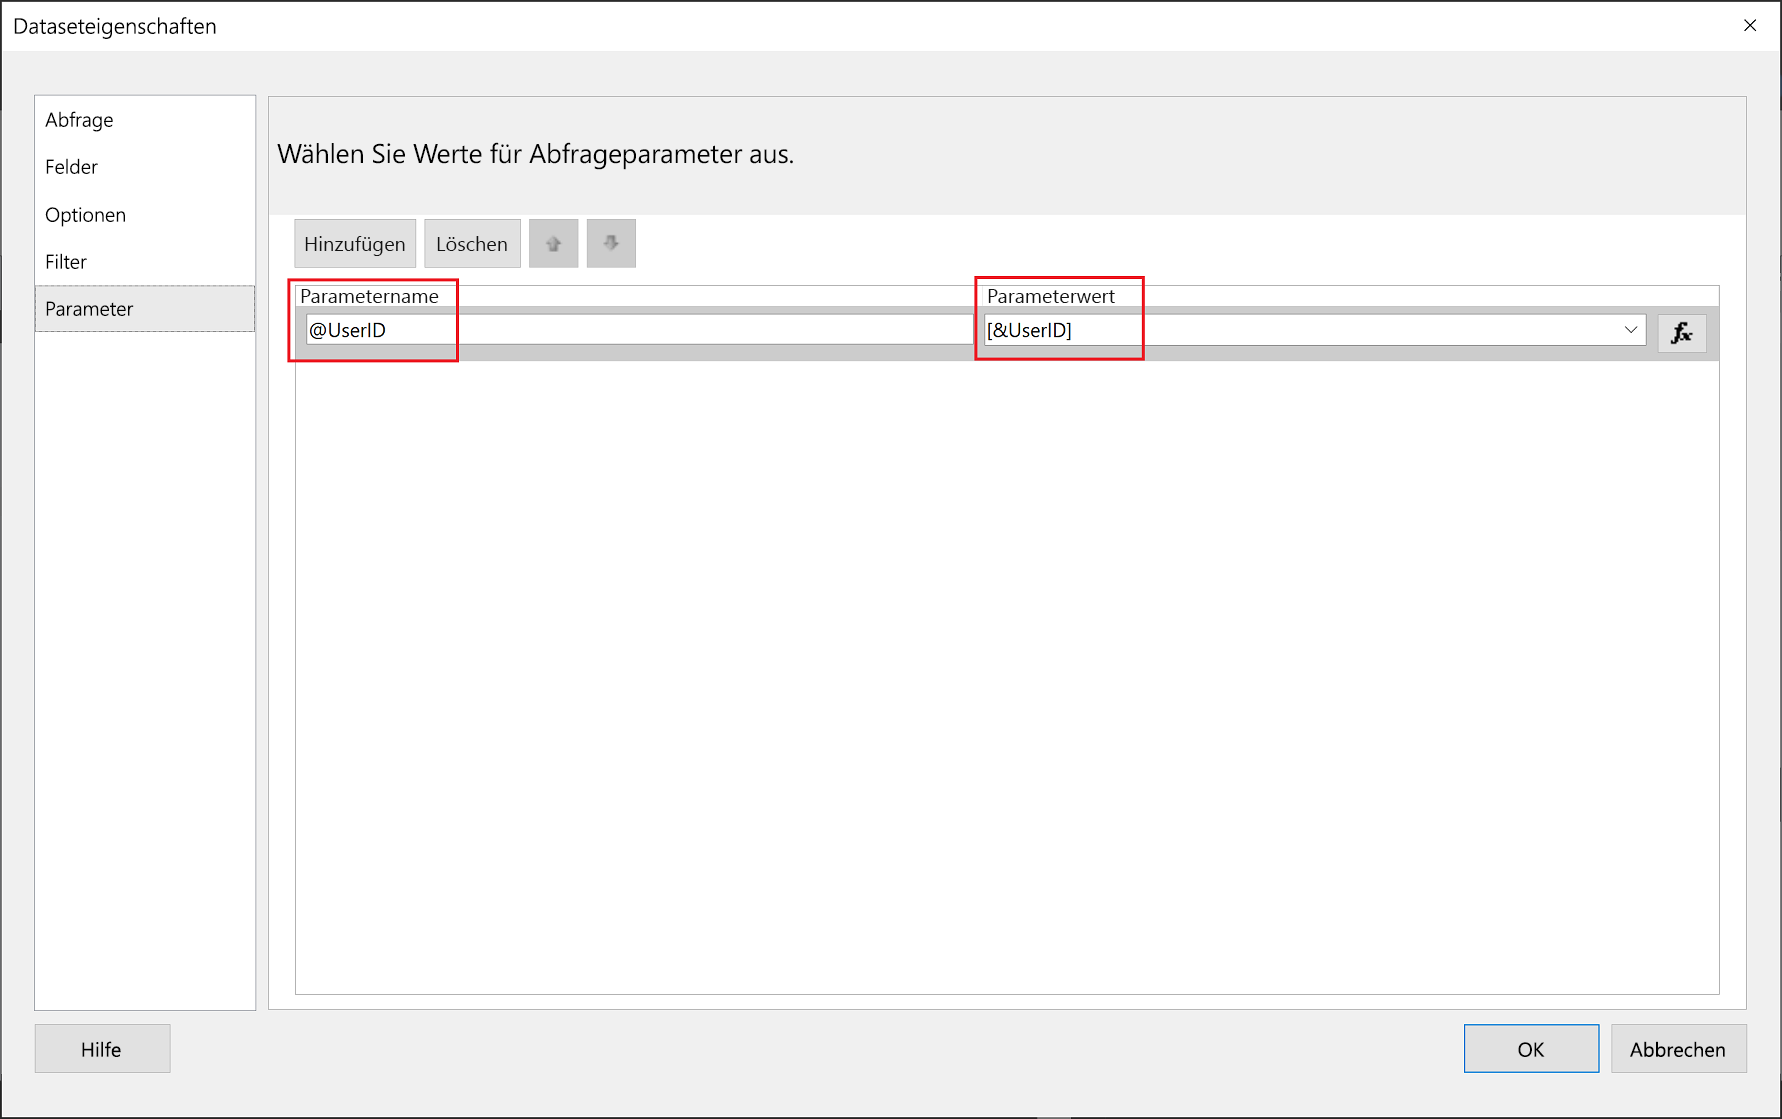 Dataseteigenschaften
Abfrage
Felder
Optionen
Filter
Parameter
Wählen Sie Werte für Abfrageparameter aus.
Hinzufügen Löschen
Parametername Parameterwert
@UserID [&UserID] fx
Hilfe OK Abbrechen